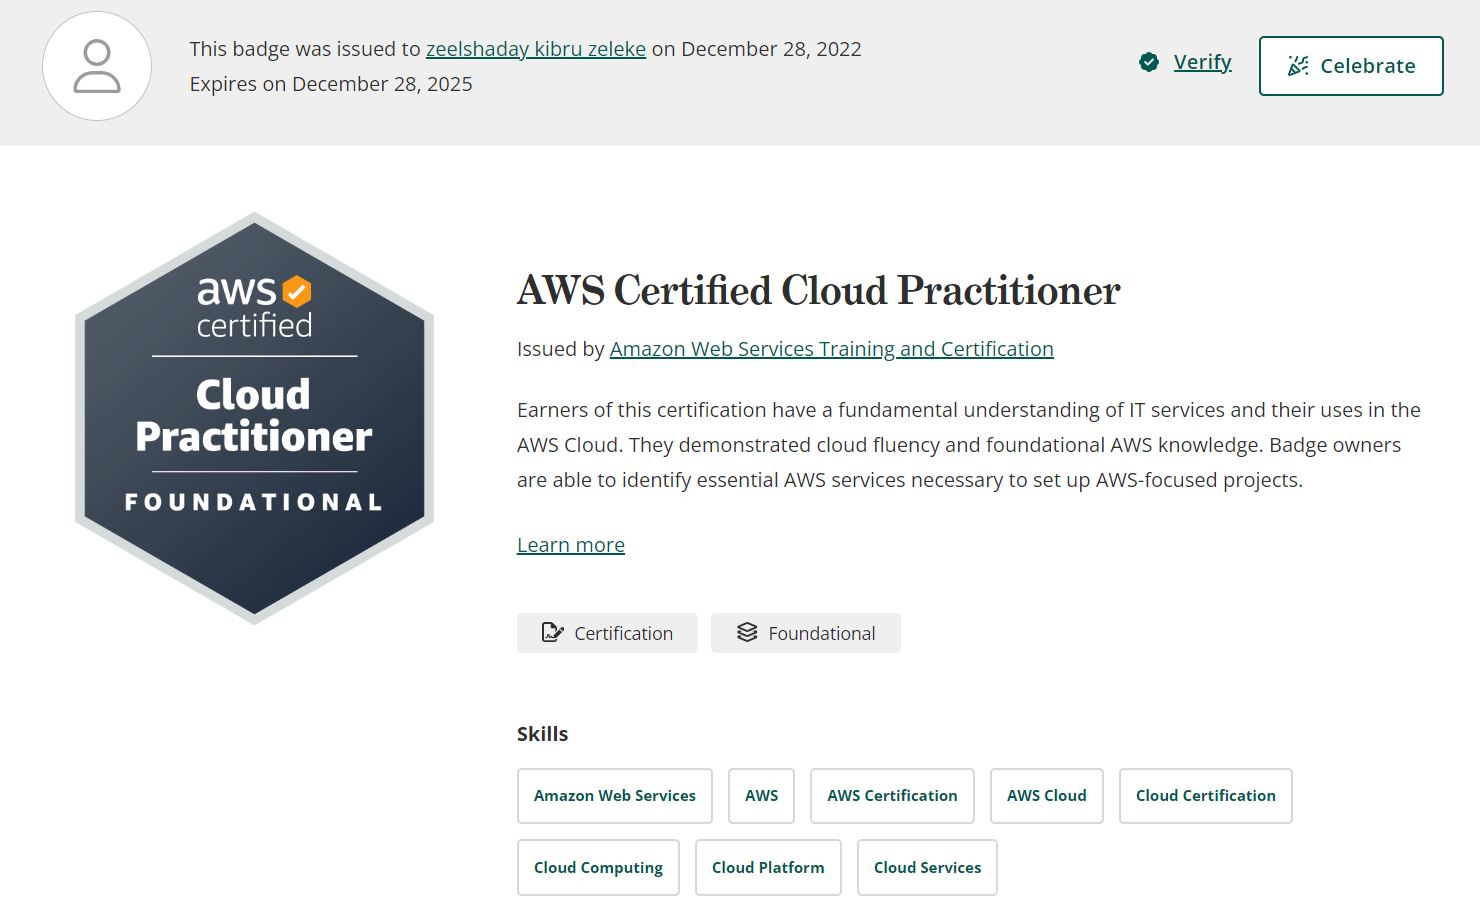 This badge was issued to zeelshaday kibru zeleke on December 28, 2022
Expires on December 28, 2025
Verify
Celebrate
aws
certified
Cloud
Practitioner
FOUNDATIONAL
AWS Certified Cloud Practitioner
Issued by Amazon Web Services Training and Certification
Earners of this certification have a fundamental understanding of IT services and their uses in the
AWS Cloud. They demonstrated cloud fluency and foundational AWS knowledge. Badge owners
are able to identify essential AWS services necessary to set up AWS-focused projects.
Learn more
Certification
Foundational
Skills
Amazon Web Services
AWS
AWS Certification
AWS Cloud
Cloud Certification
Cloud Computing
Cloud Platform
Cloud Services